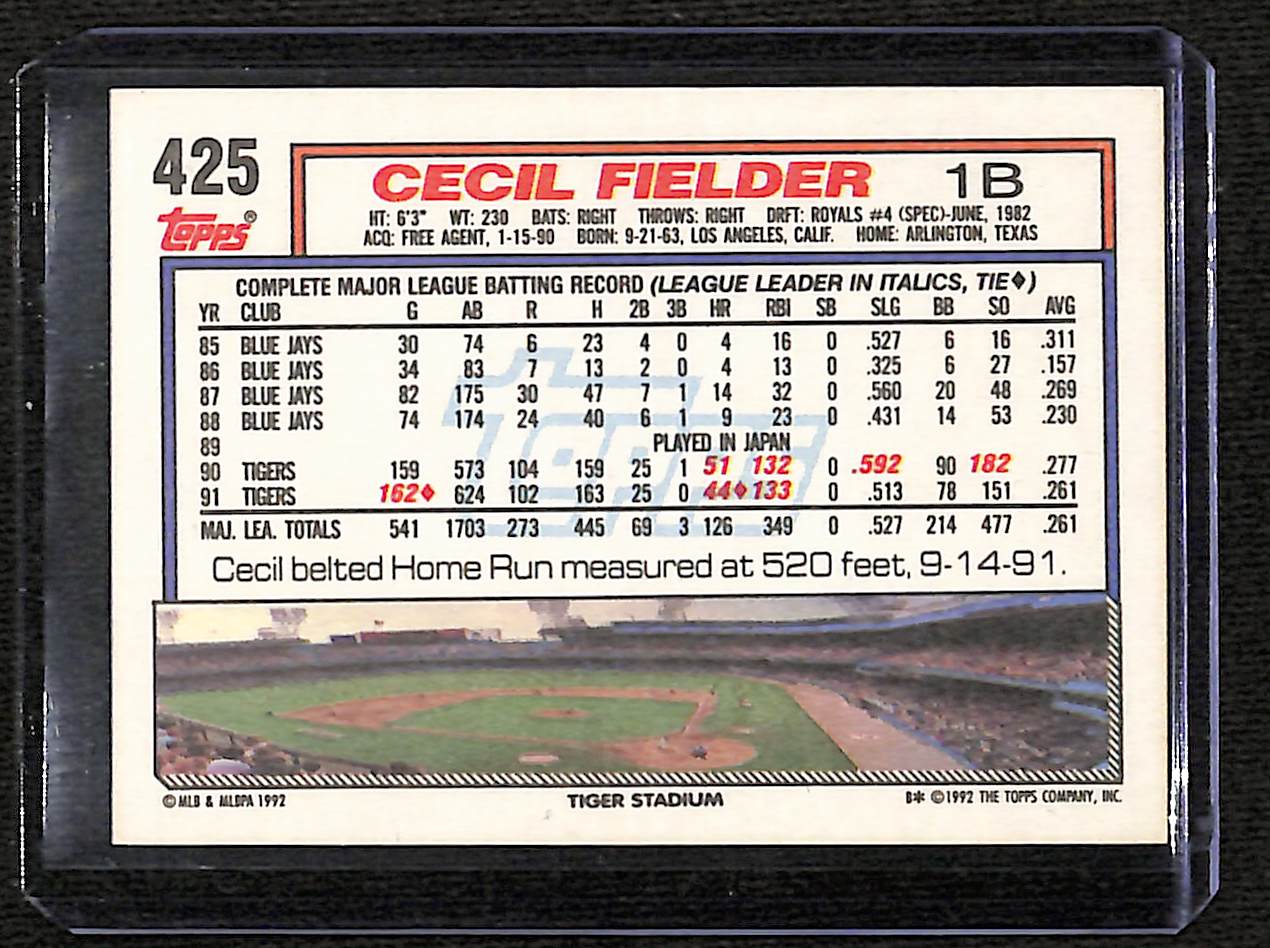 425
CECIL FIELDER 1B
Topps®
HT: 6'3" WT: 230 BATS: RIGHT THROWS: RIGHT DRFT: ROYALS #4 (SPEC)-JUNE, 1982
ACQ: FREE AGENT, 1-15-90 BORN: 9-21-63, LOS ANGELES, CALIF. HOME: ARLINGTON, TEXAS
COMPLETE MAJOR LEAGUE BATTING RECORD (LEAGUE LEADER IN ITALICS, TIE♦)
YR CLUB G AB R H 2B 3B HR RBI SB SLG BB SO AVG
85 BLUE JAYS 30 74 6 23 4 0 4 16 0 .527 6 16 .311
86 BLUE JAYS 34 83 7 13 2 0 4 13 0 .325 6 27 .157
87 BLUE JAYS 82 175 30 47 7 1 14 32 0 .560 20 48 .269
88 BLUE JAYS 74 174 24 40 6 1 9 23 0 .431 14 53 .230
89 PLAYED IN JAPAN
90 TIGERS 159 573 104 159 25 1 51 132 0 .592 90 182 .277
91 TIGERS 162♦ 624 102 163 25 0 44♦ 133 0 .513 78 151 .261
MAJ. LEA. TOTALS 541 1703 273 445 69 3 126 349 0 .527 214 477 .261
Topps
Cecil belted Home Run measured at 520 feet, 9-14-91.
© MLB & MLBPA 1992 TIGER STADIUM B* ©1992 THE TOPPS COMPANY, INC.